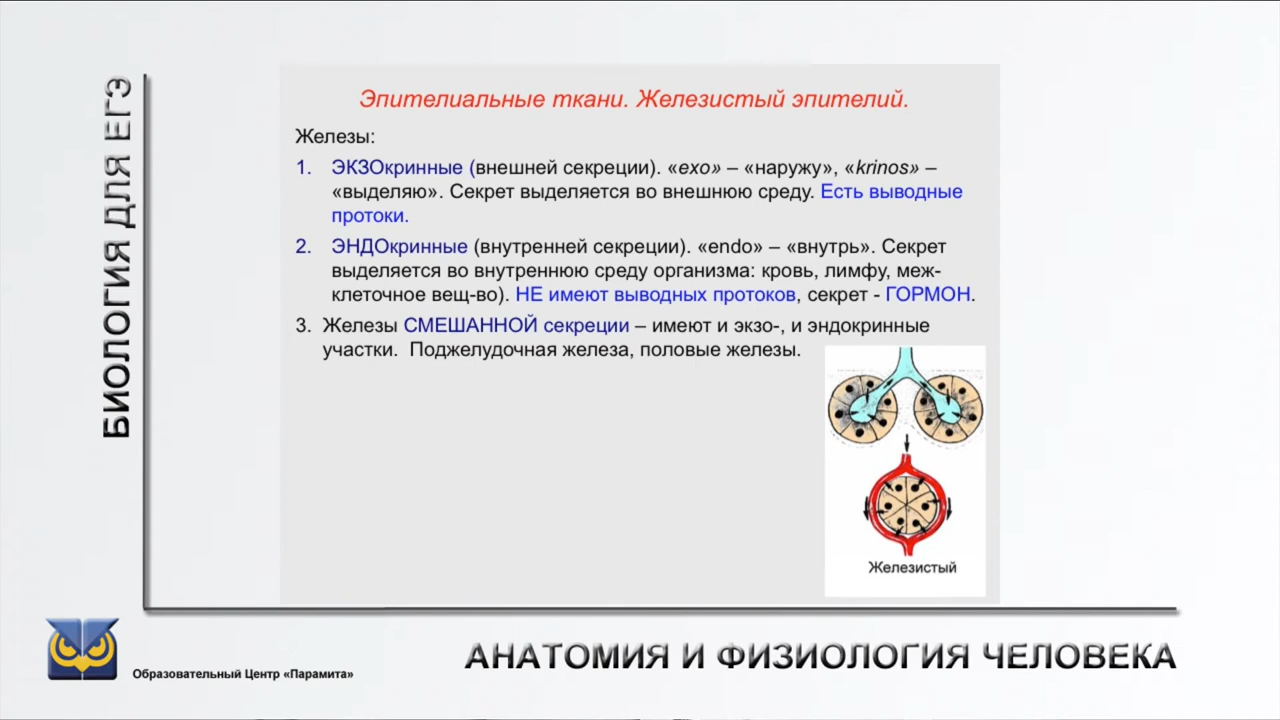 БИОЛОГИЯ ДЛЯ ЕГЭ
Эпителиальные ткани. Железистый эпителий.
Железы:
1. ЭКЗОкринные (внешней секреции). «exo» – «наружу», «krinos» –
«выделяю». Секрет выделяется во внешнюю среду. Есть выводные
протоки.
2. ЭНДОкринные (внутренней секреции). «endo» – «внутрь». Секрет
выделяется во внутреннюю среду организма: кровь, лимфу, меж-
клеточное вещ-во). НЕ имеют выводных протоков, секрет - ГОРМОН.
3. Железы СМЕШАННОЙ секреции – имеют и экзо-, и эндокринные
участки. Поджелудочная железа, половые железы.
Железистый
Образовательный Центр «Парамита»
АНАТОМИЯ И ФИЗИОЛОГИЯ ЧЕЛОВЕКА